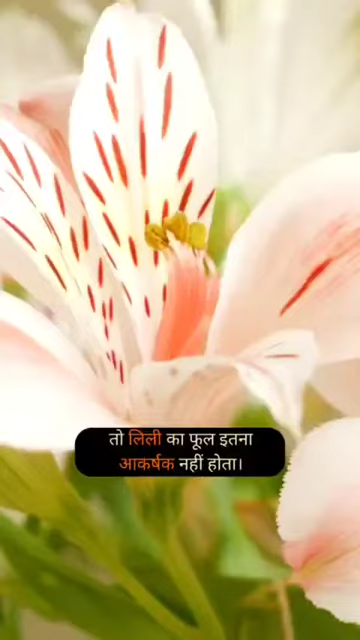 तो लिली का फूल इतना
आकर्षक नहीं होता।